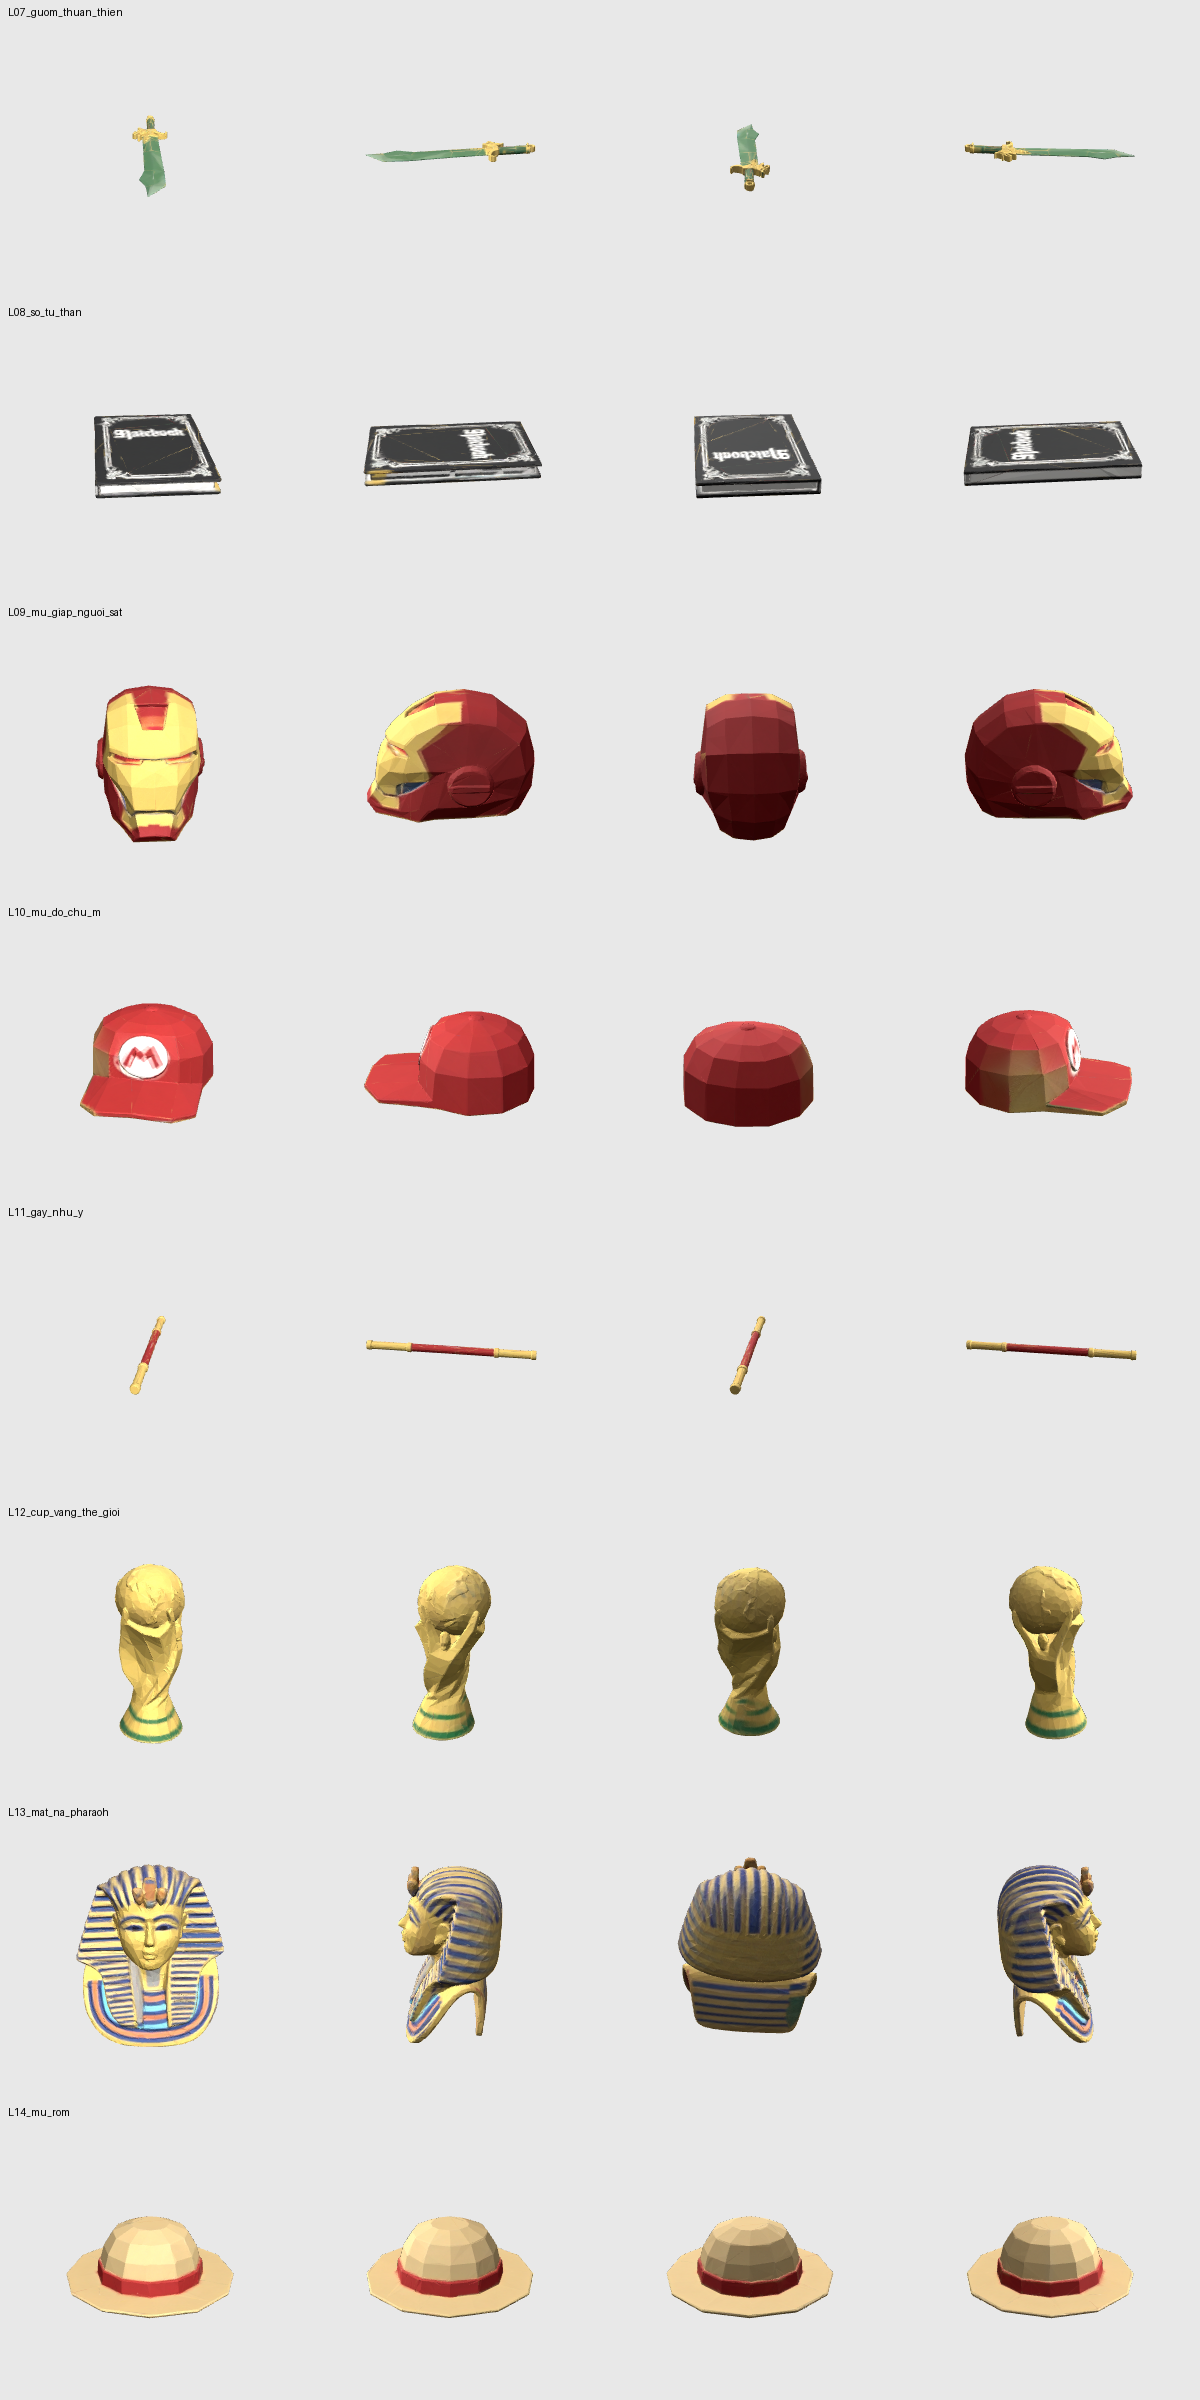 L07_guom_thuan_thien
L08_so_tu_than
L09_mu_giap_nguoi_sat
L10_mu_do_chu_m
M
L11_gay_nhu_y
L12_cup_vang_the_gioi
L13_mat_na_pharaoh
L14_mu_rom